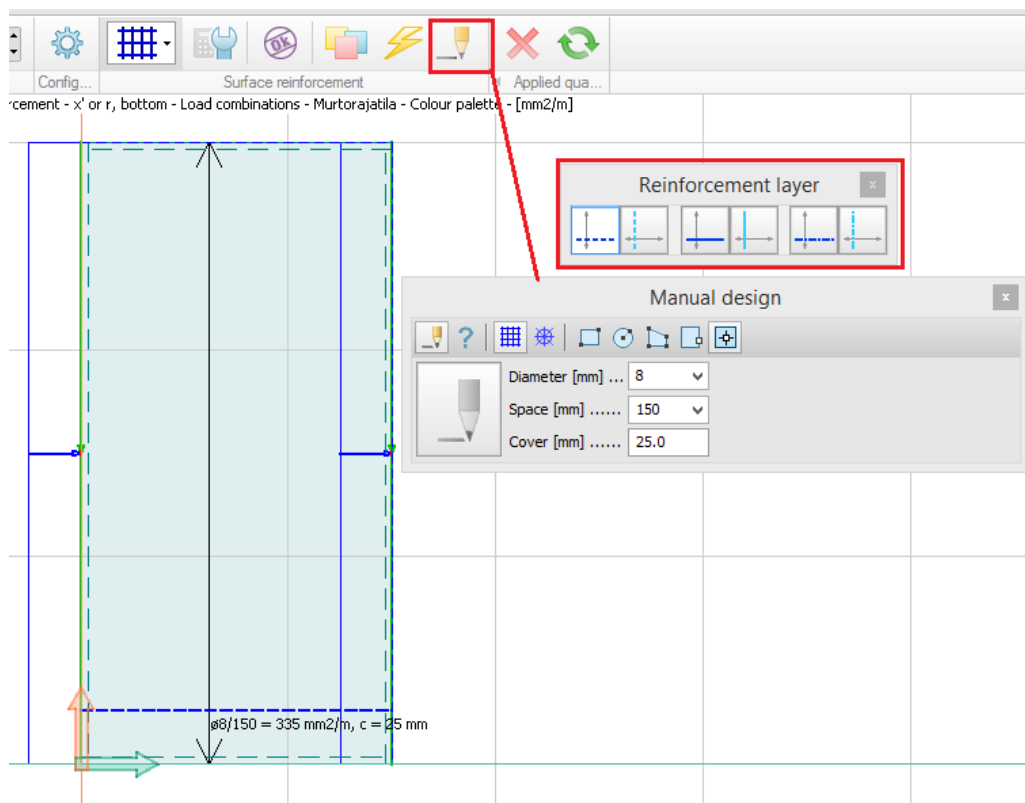 OK
Config...
Surface reinforcement
Applied qua...
rcement - x' or r, bottom - Load combinations - Murtorajatila - Colour palette - [mm2/m]
Reinforcement layer
x
Manual design
x
?
Diameter [mm] ... 8
Space [mm] ...... 150
Cover [mm] ...... 25.0
ø8/150 = 335 mm2/m, c = 25 mm